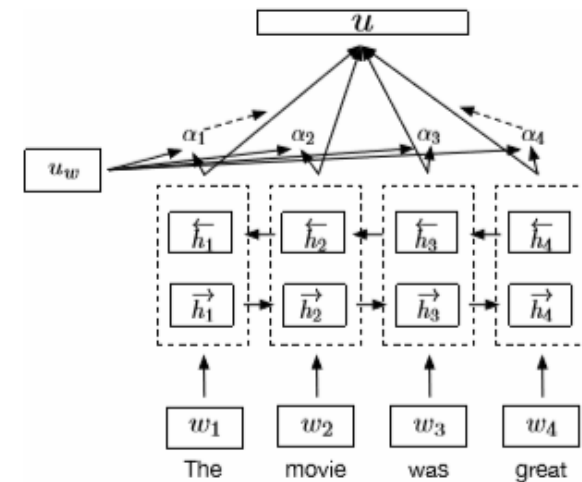 u
α₁ α₂ α₃ α₄
u_w
←h₁ ←h₂ ←h₃ ←h₄
→h₁ →h₂ →h₃ →h₄
w₁ w₂ w₃ w₄
The movie was great